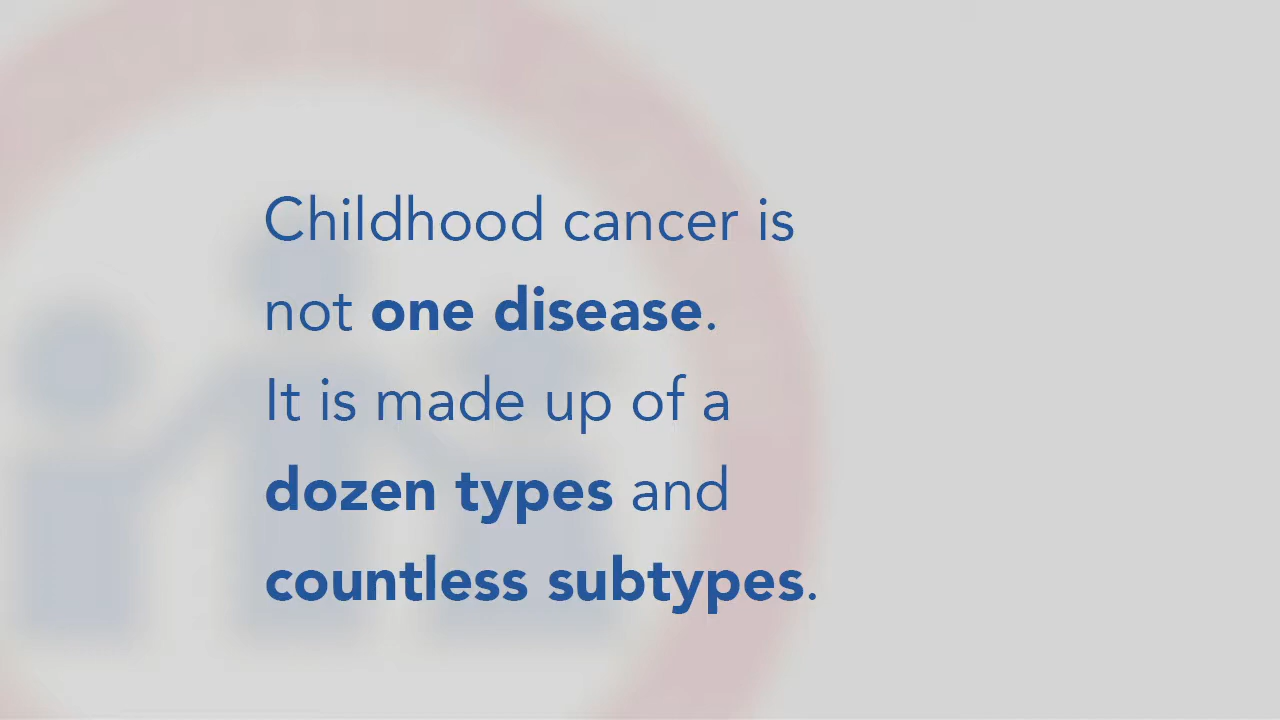 Childhood cancer is
not one disease.
It is made up of a
dozen types and
countless subtypes.